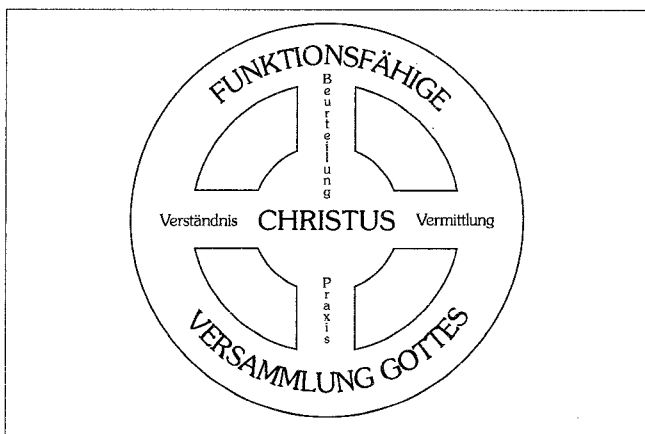 FUNKTIONSFÄHIGE
Beurteilung
Verständnis CHRISTUS Vermittlung
Praxis
VERSAMMLUNG GOTTES